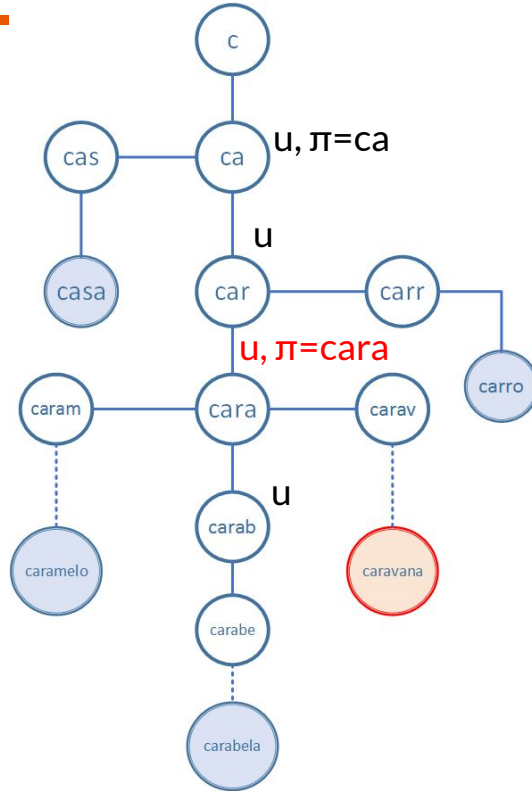 c
cas
ca
u, π=ca
u
casa
car
carr
u, π=cara
carro
caram
cara
carav
u
carab
caramelo
caravana
carabe
carabela